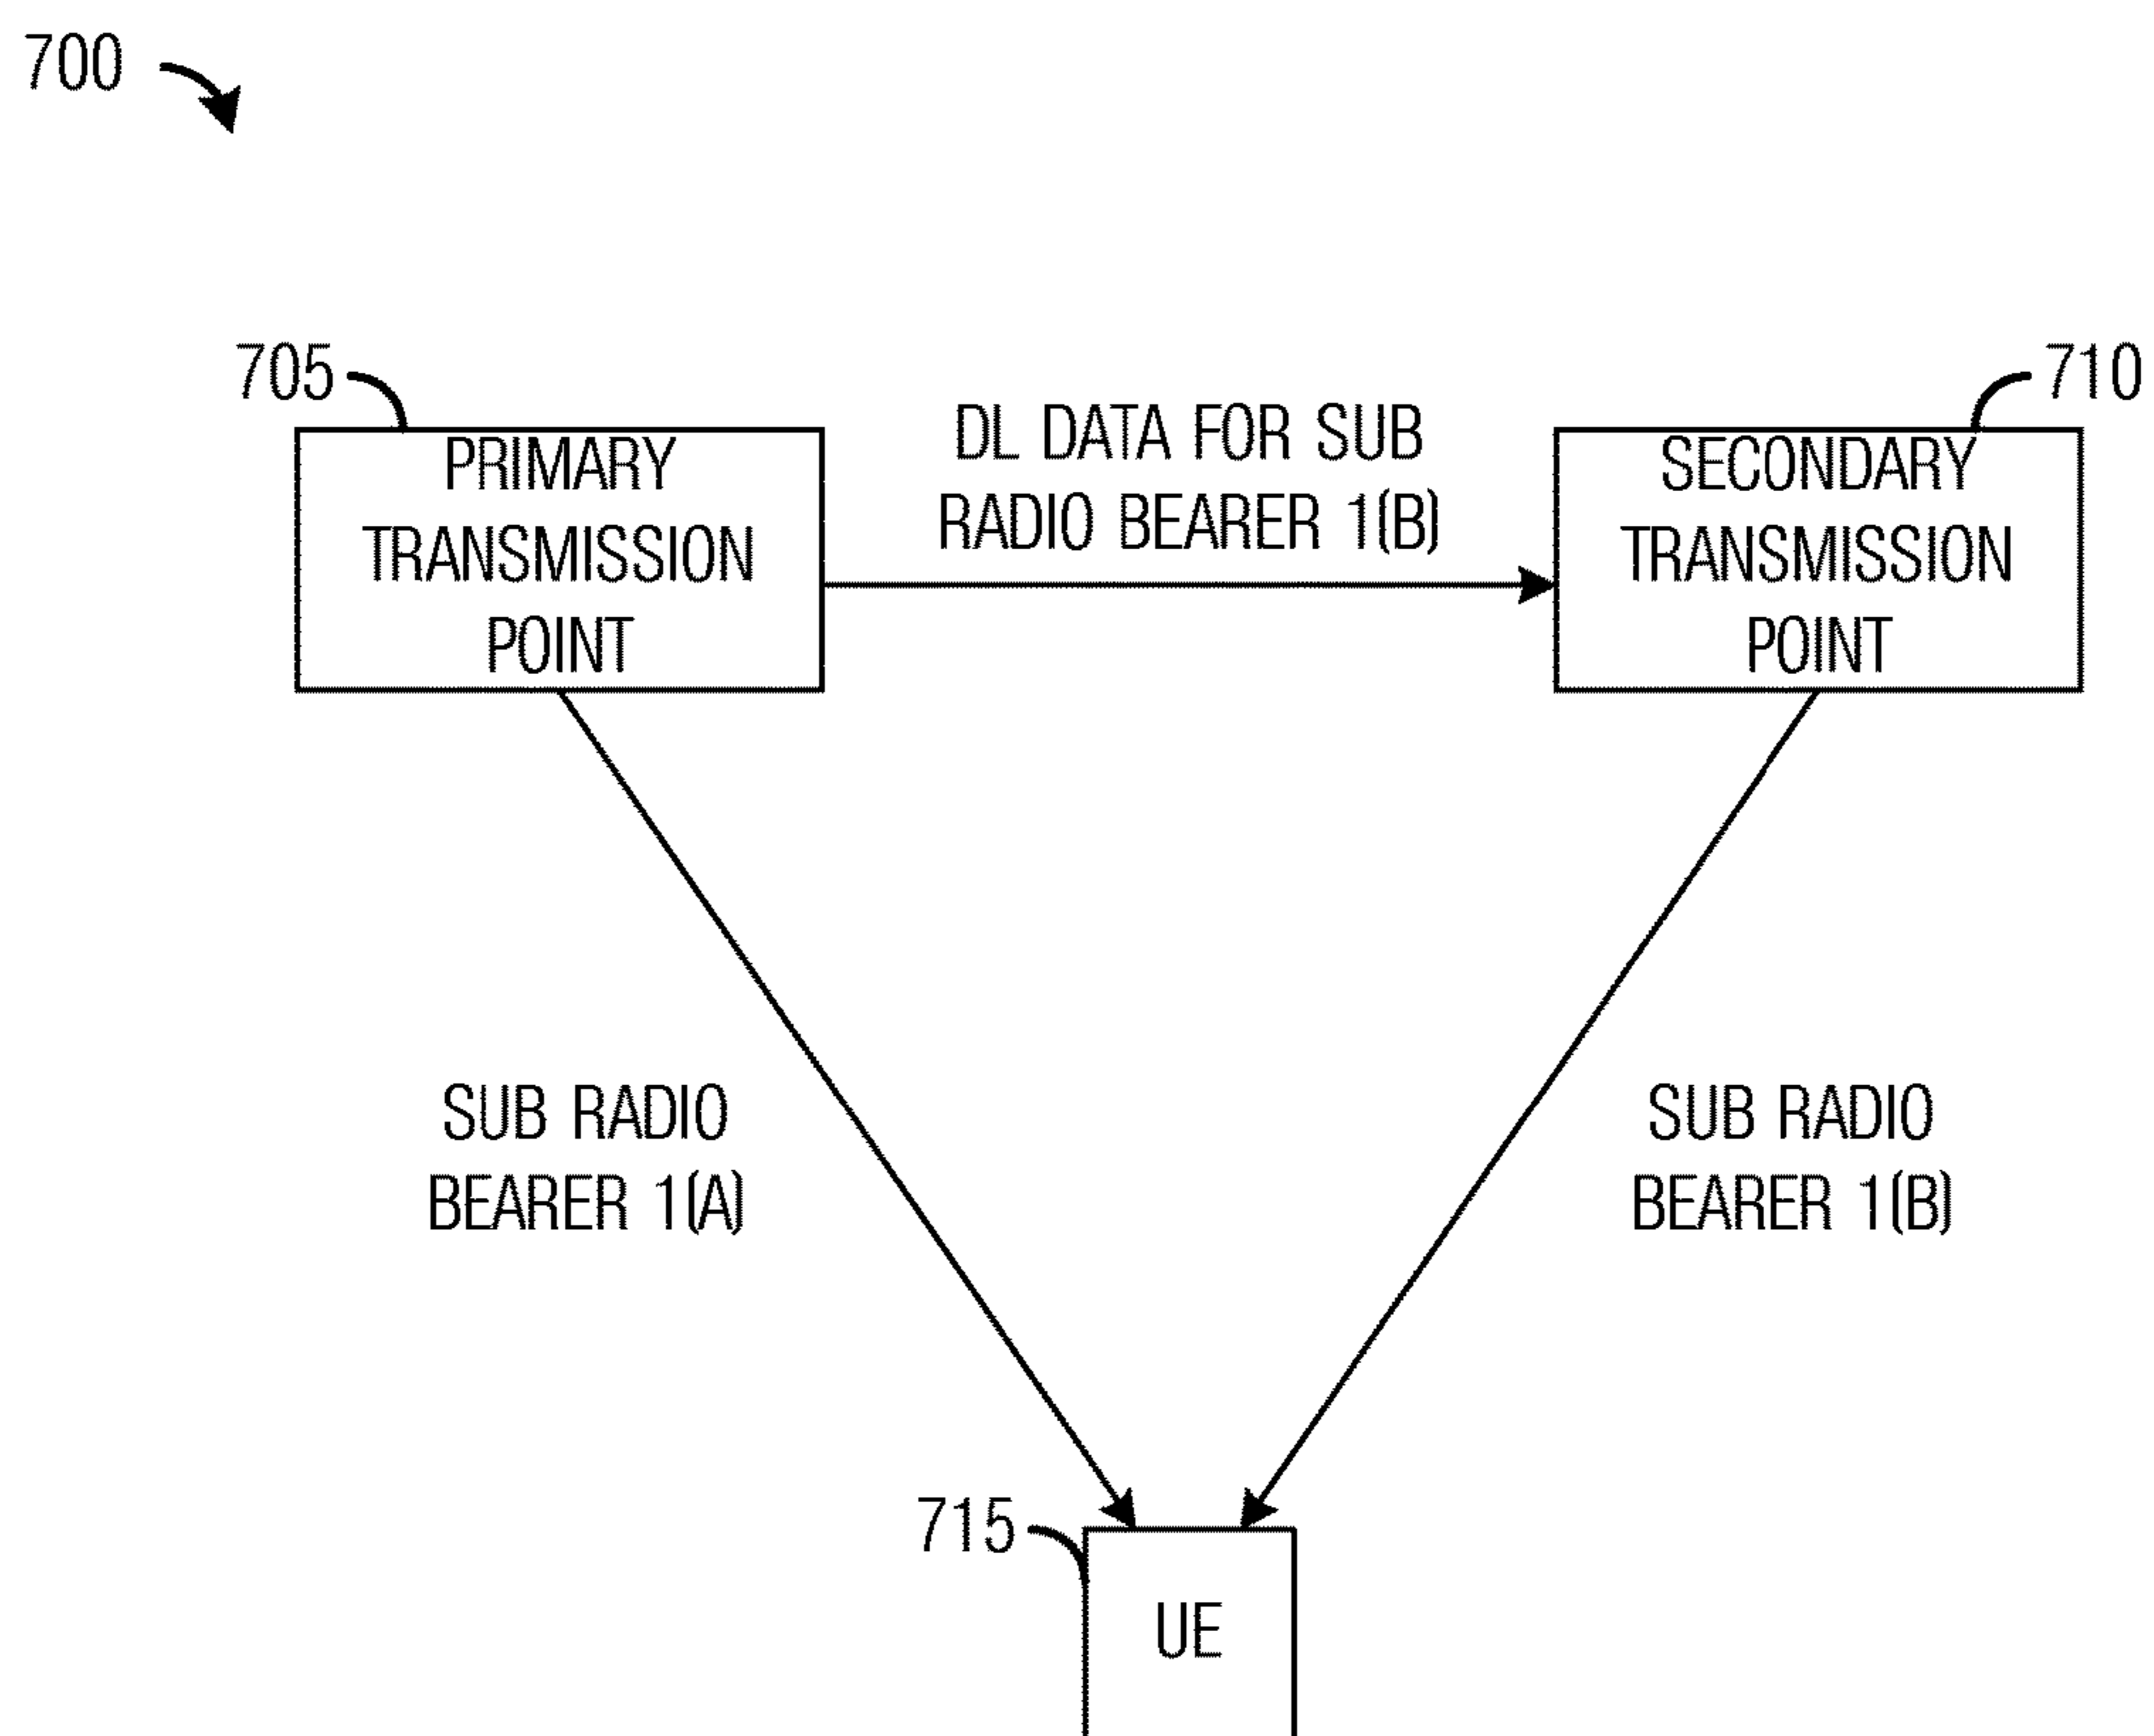 700
705
710
PRIMARY
TRANSMISSION
POINT
DL DATA FOR SUB
RADIO BEARER 1(B)
SECONDARY
TRANSMISSION
POINT
SUB RADIO
BEARER 1(A)
SUB RADIO
BEARER 1(B)
715
UE